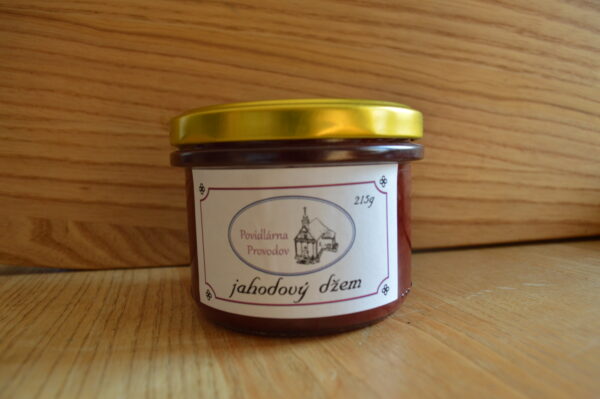 215g
Povidlárna
Provodov
jahodový džem